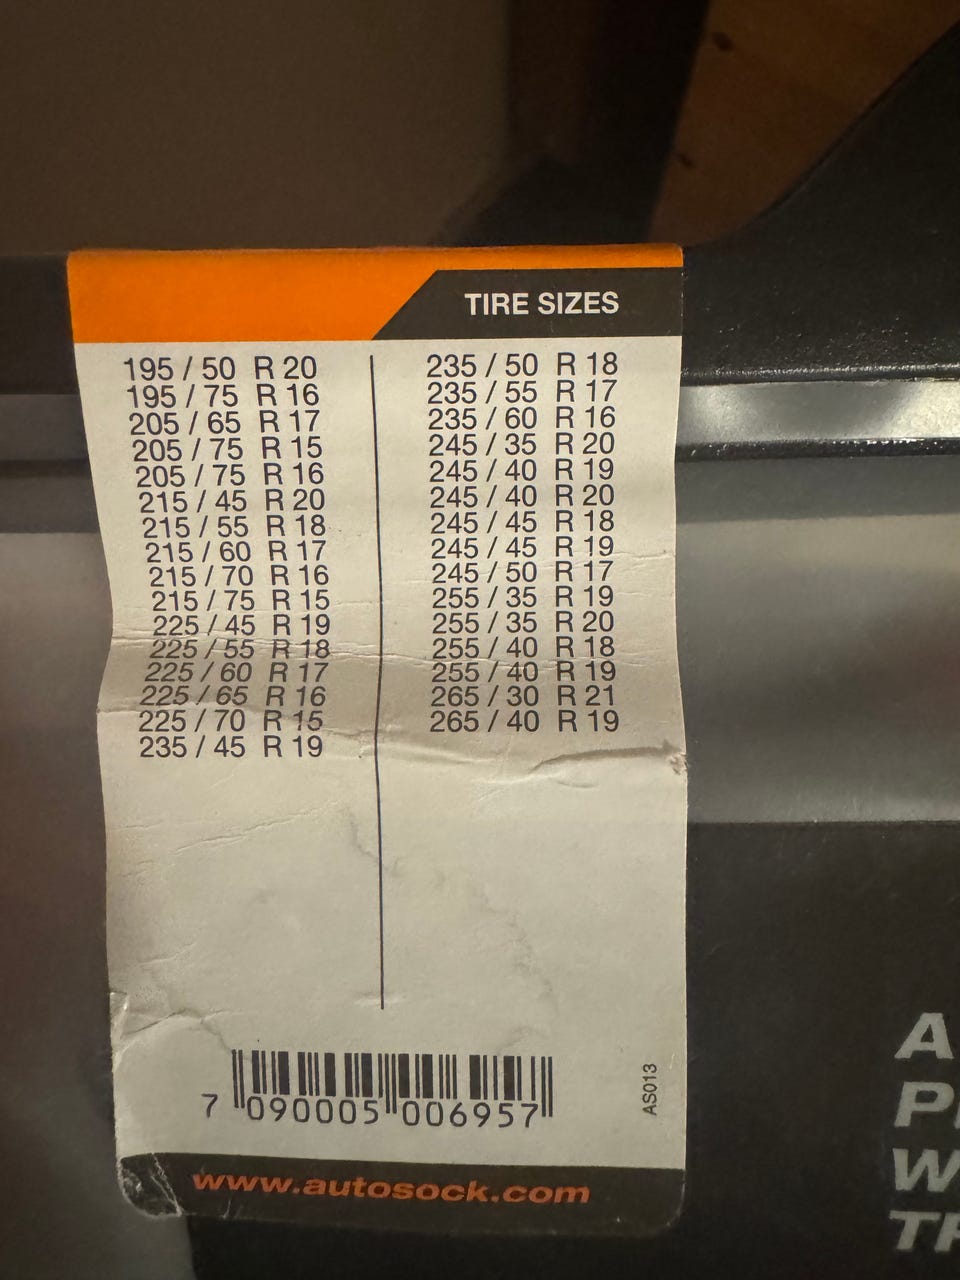 TIRE SIZES
195 / 50 R 20
195 / 75 R 16
205 / 65 R 17
205 / 75 R 15
205 / 75 R 16
215 / 45 R 20
215 / 55 R 18
215 / 60 R 17
215 / 70 R 16
215 / 75 R 15
225 / 45 R 19
225 / 55 R 18
225 / 60 R 17
225 / 65 R 16
225 / 70 R 15
235 / 45 R 19
235 / 50 R 18
235 / 55 R 17
235 / 60 R 16
245 / 35 R 20
245 / 40 R 19
245 / 40 R 20
245 / 45 R 18
245 / 45 R 19
245 / 50 R 17
255 / 35 R 19
255 / 35 R 20
255 / 40 R 18
255 / 40 R 19
265 / 30 R 21
265 / 40 R 19
7 090005 006957
AS013
www.autosock.com
A